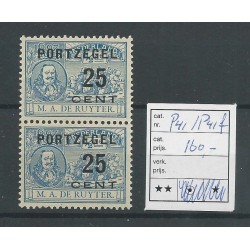 NEDERLAND
PORTZEGEL
25
CENT
M. A. DE RUYTER.
PORTZEGEL
25
CENT
M. A. DE RUYTER.
cat. nr. P41/P41f
cat. prijs. 160-
verk. prijs.
★★ • ★